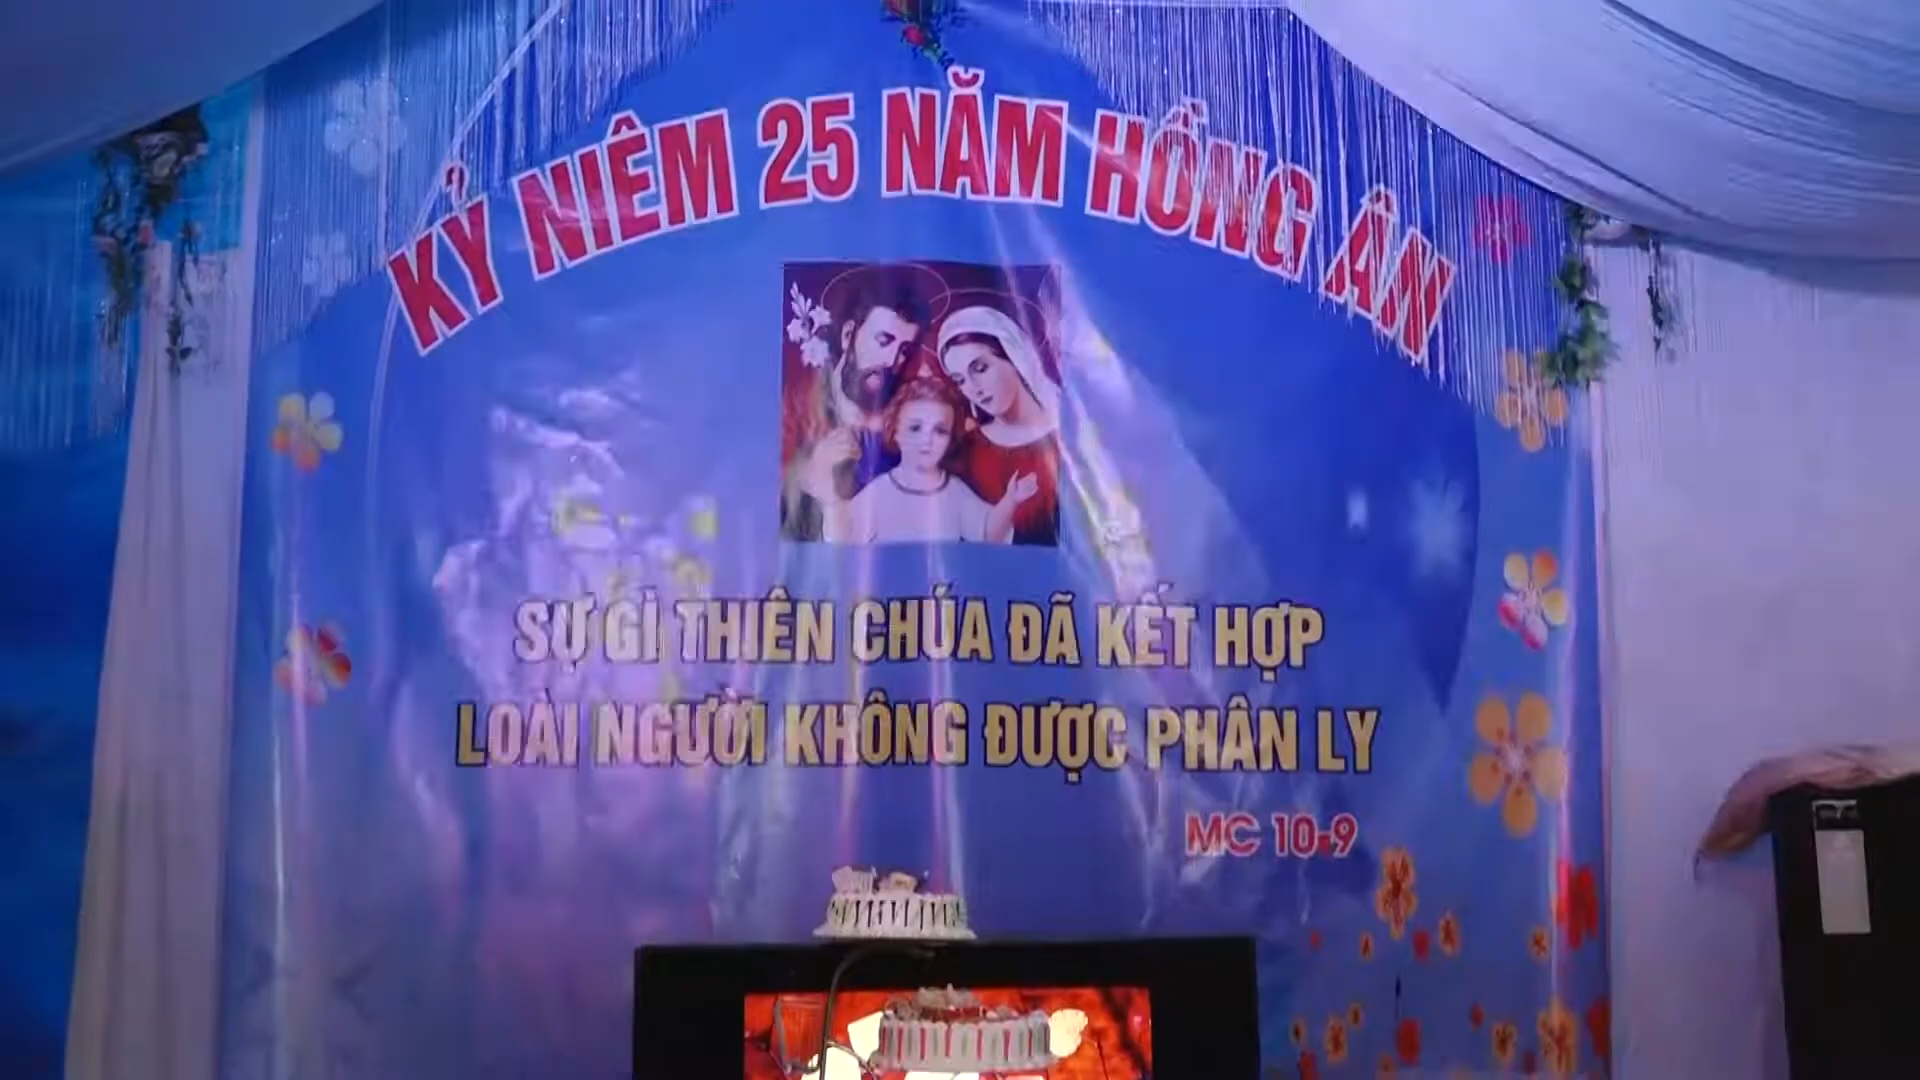 KỶ NIÊM 25 NĂM HỒNG ÂN
SỰ GÌ THIÊN CHÚA ĐÃ KẾT HỢP
LOÀI NGƯỜI KHÔNG ĐƯỢC PHÂN LY
MC 10-9